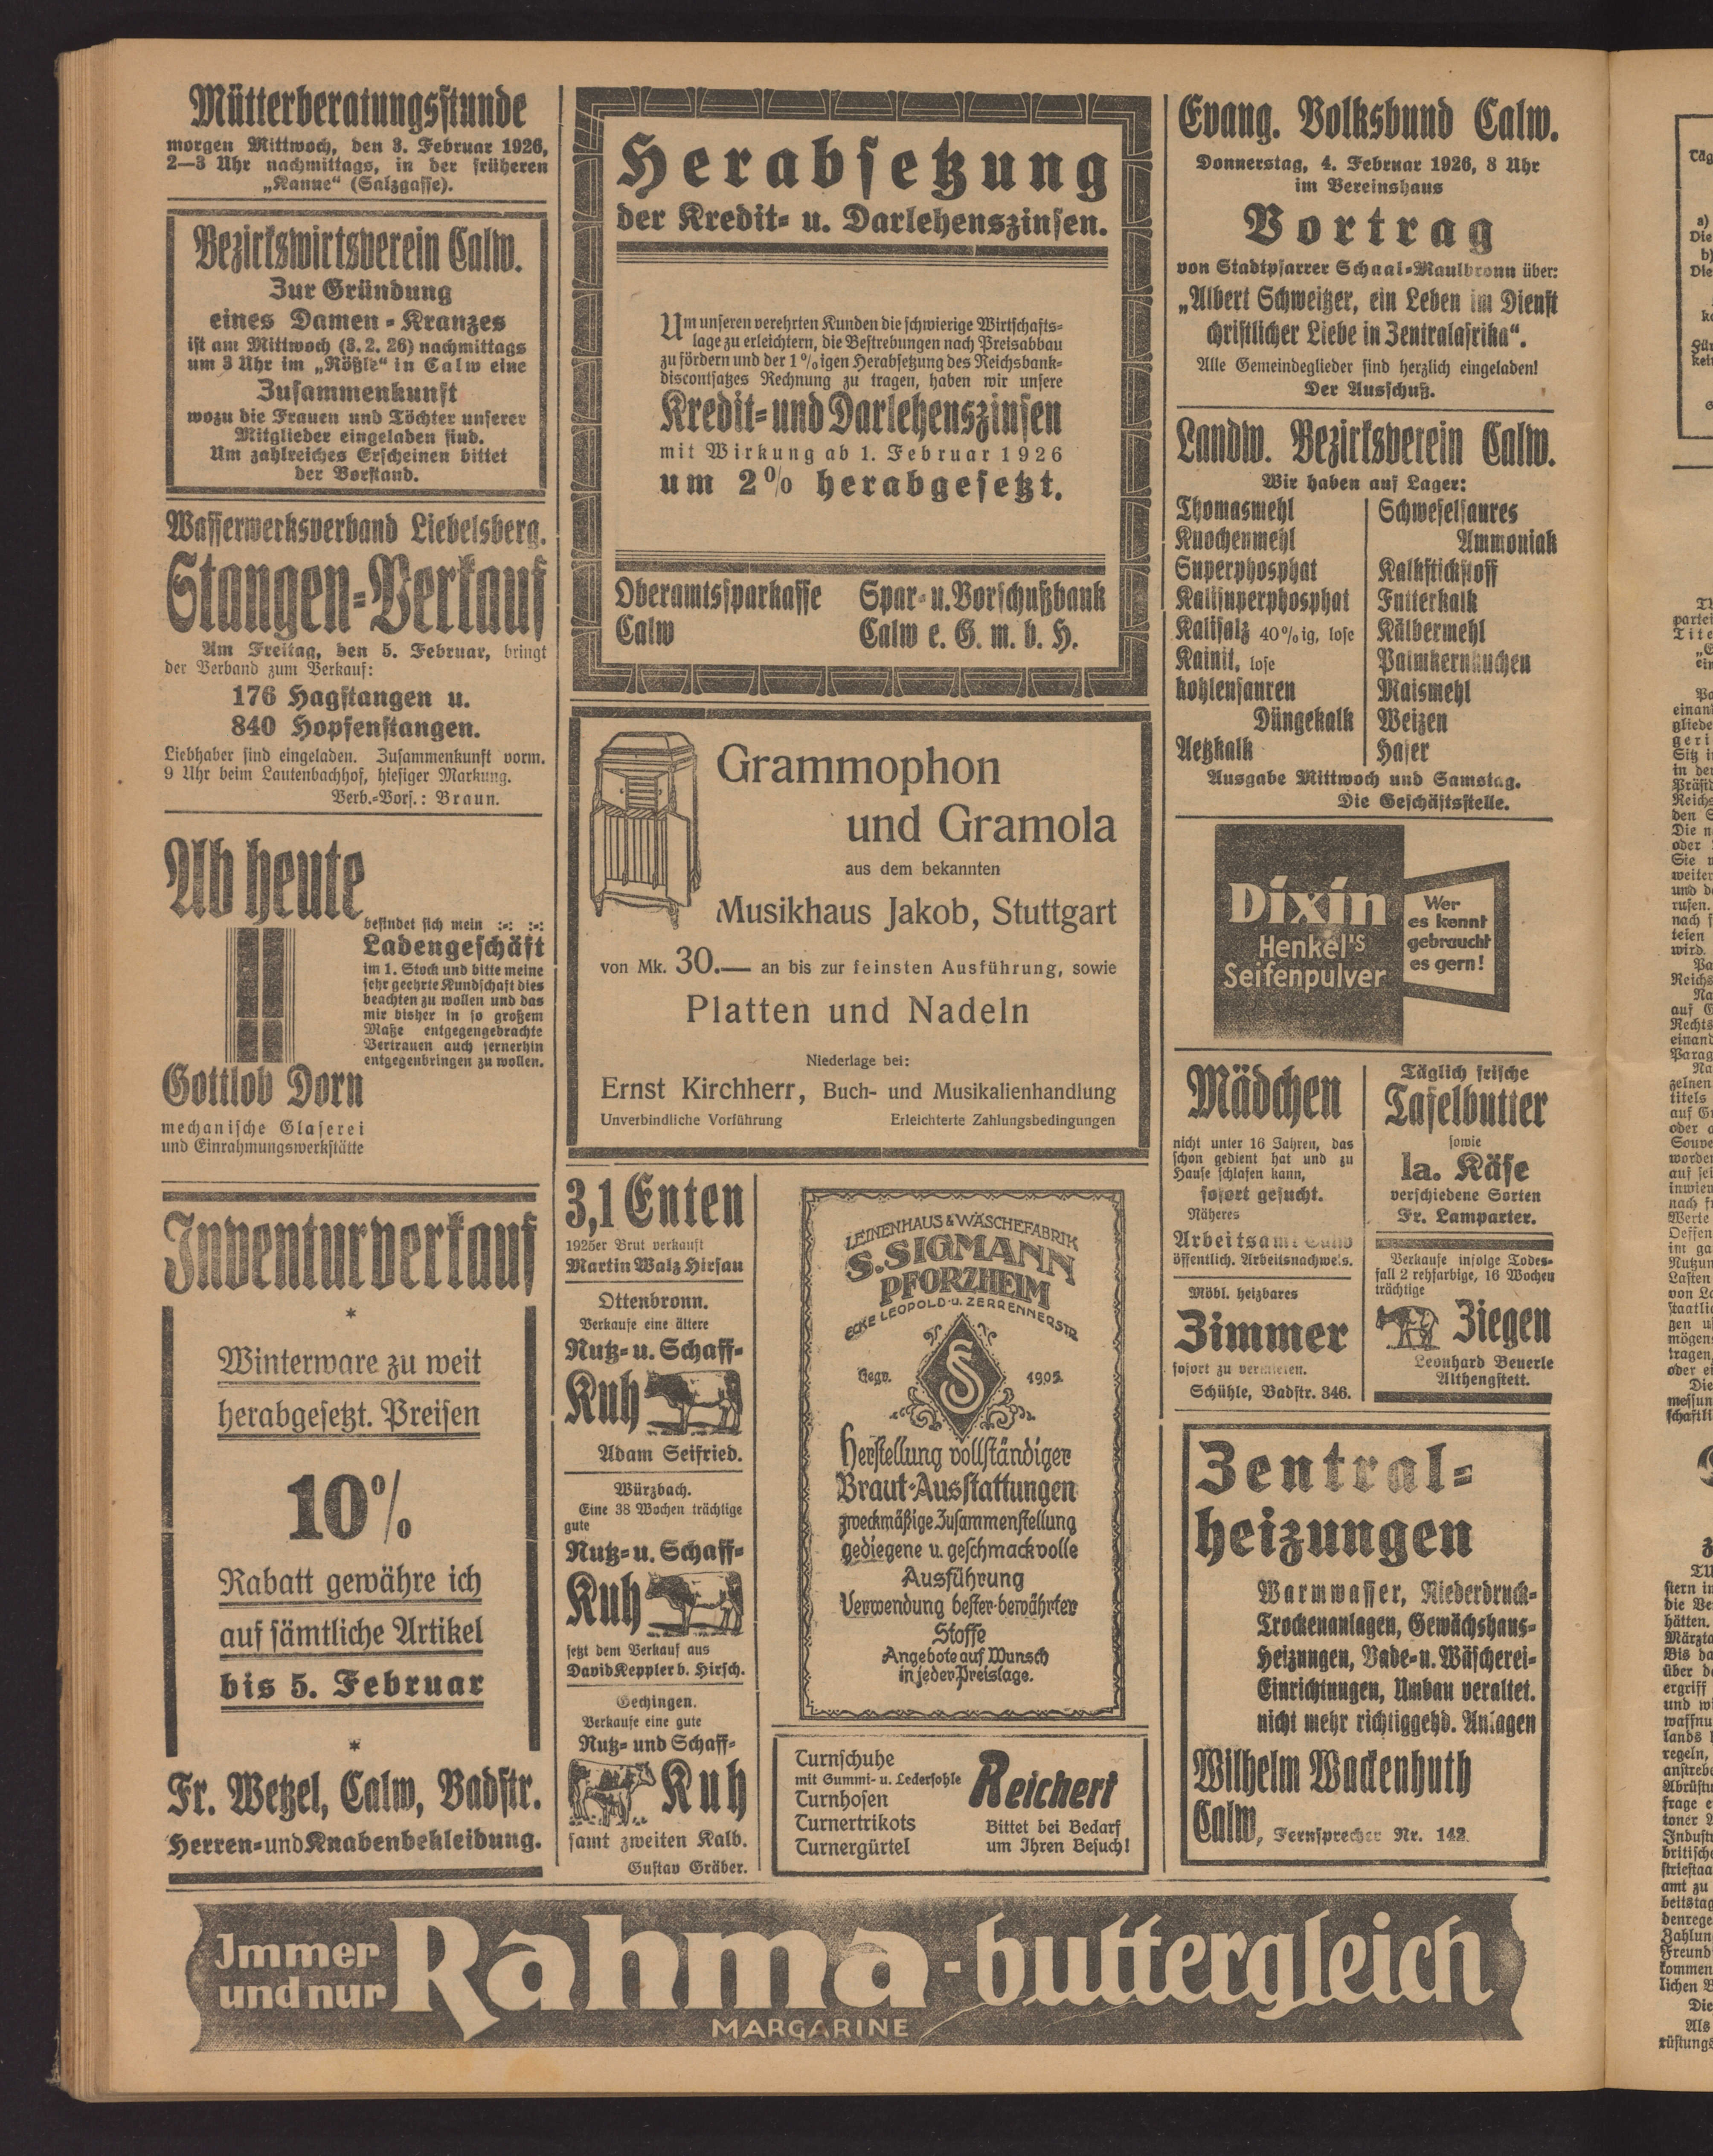 Mütterberatungsstunde
morgen Mittwoch, den 3. Februar 1926,
2—3 Uhr nachmittags, in der früheren
„Kanne“ (Salzgasse).
Bezirkswirtsverein Calw.
Zur Gründung
eines Damen-Kranzes
ist am Mittwoch (3. 2. 26) nachmittags
um 3 Uhr im „Rößle“ in Calw eine
Zusammenkunft
wozu die Frauen und Töchter unserer
Mitglieder eingeladen sind.
Um zahlreiches Erscheinen bittet
der Vorstand.
Wasserwerksverband Liebelsberg.
Stangen-Verkauf
Am Freitag, den 5. Februar, bringt
der Verband zum Verkauf:
176 Hagstangen u.
840 Hopfenstangen.
Liebhaber sind eingeladen. Zusammenkunft vorm.
9 Uhr beim Lautenbachhof, hiesiger Markung.
Verb.-Vors.: Braun.
Ab heute
befindet sich mein :-: :-:
Ladengeschäft
im 1. Stock und bitte meine
sehr geehrte Kundschaft dies
beachten zu wollen und das
mir bisher in so großem
Maße entgegengebrachte
Vertrauen auch fernerhin
entgegenbringen zu wollen.
Gottlob Dorn
mechanische Glaserei
und Einrahmungswerkstätte
Inventurverkauf
*
Winterware zu weit
herabgesetzt. Preisen
10%
Rabatt gewähre ich
auf sämtliche Artikel
bis 5. Februar
*
Fr. Wetzel, Calw, Badstr.
Herren- und Knabenbekleidung.
Herabsetzung
der Kredit- u. Darlehenszinsen.
Um unseren verehrten Kunden die schwierige Wirtschafts-
lage zu erleichtern, die Bestrebungen nach Preisabbau
zu fördern und der 1%igen Herabsetzung des Reichsbank-
discontsatzes Rechnung zu tragen, haben wir unsere
Kredit- und Darlehenszinsen
mit Wirkung ab 1. Februar 1926
um 2% herabgesetzt.
Oberamtssparkasse
Calw
Spar- u. Vorschußbank
Calw e. G. m. b. H.
Grammophon
und Gramola
aus dem bekannten
Musikhaus Jakob, Stuttgart
von Mk. 30.— an bis zur feinsten Ausführung, sowie
Platten und Nadeln
Niederlage bei:
Ernst Kirchherr, Buch- und Musikalienhandlung
Unverbindliche Vorführung Erleichterte Zahlungsbedingungen
3,1 Enten
1925er Brut verkauft
Martin Walz Hirsau
Ottenbronn.
Verkaufe eine ältere
Nutz- u. Schaff-
Kuh
Adam Seifried.
Würzbach.
Eine 38 Wochen trächtige
gute
Nutz- u. Schaff-
Kuh
setzt dem Verkauf aus
David Keppler b. Hirsch.
Gechingen.
Verkaufe eine gute
Nutz- und Schaff-
Kuh
samt zweiten Kalb.
Gustav Gräber.
LEINENHAUS & WÄSCHEFABRIK
S. SIGMANN
PFORZHEIM
ECKE LEOPOLD- u. ZERRENNERSTR.
Gegr. 1905.
S
Herstellung vollständiger
Braut-Ausstattungen
zweckmäßige Zusammenstellung
gediegene u. geschmackvolle
Ausführung
Verwendung bester bewährter
Stoffe
Angebote auf Wunsch
in jeder Preislage.
Turnschuhe
mit Gummi- u. Ledersohle
Turnhosen
Turnertrikots
Turnergürtel
Reichert
Bittet bei Bedarf
um Ihren Besuch!
Evang. Volksbund Calw.
Donnerstag, 4. Februar 1926, 8 Uhr
im Vereinshaus
Vortrag
von Stadtpfarrer Schaal-Maulbronn über:
„Albert Schweitzer, ein Leben im Dienst
christlicher Liebe in Zentralafrika“.
Alle Gemeindeglieder sind herzlich eingeladen!
Der Ausschuß.
Landw. Bezirksverein Calw.
Wir haben auf Lager:
Thomasmehl
Knochenmehl
Superphosphat
Kalisuperphosphat
Kalisalz 40%ig, lose
Kainit, lose
kohlensauren
Düngekalk
Aetzkalk
Schwefelsaures
Ammoniak
Kalkstickstoff
Futterkalk
Kälbermehl
Palmkernkuchen
Maismehl
Weizen
Hafer
Ausgabe Mittwoch und Samstag.
Die Geschäftsstelle.
Dixin
Henkel's
Seifenpulver
Wer
es kennt
gebraucht
es gern!
Mädchen
nicht unter 16 Jahren, das
schon gedient hat und zu
Hause schlafen kann,
sofort gesucht.
Näheres
Arbeitsamt Calw
öffentlich. Arbeitsnachweis.
Möbl. heizbares
Zimmer
sofort zu vermieten.
Schühle, Badstr. 346.
Täglich frische
Tafelbutter
sowie
la. Käse
verschiedene Sorten
Fr. Lamparter.
Verkaufe infolge Todes-
fall 2 rehfarbige, 16 Wochen
trächtige
Ziegen
Leonhard Beuerle
Althengstett.
Zentral-
heizungen
Warmwasser, Niederdruck-
Trockenanlagen, Gewächshaus-
Heizungen, Bade- u. Wäscherei-
Einrichtungen, Umbau veraltet.
nicht mehr richtiggehd. Anlagen
Wilhelm Wackenhuth
Calw, Fernsprecher Nr. 142.
Immer
und nur
Rahma-buttergleich
MARGARINE